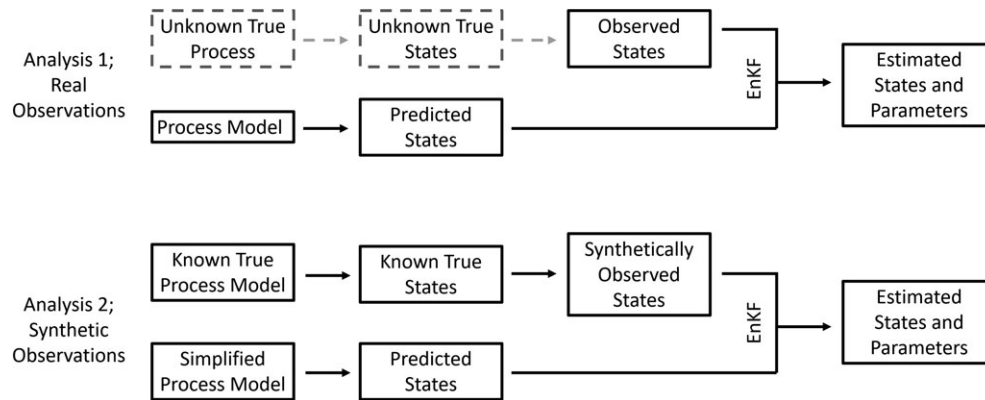 Analysis 1;
Real
Observations
Unknown True
Process
Unknown True
States
Observed
States
Process Model
Predicted
States
EnKF
Estimated
States and
Parameters
Analysis 2;
Synthetic
Observations
Known True
Process Model
Known True
States
Synthetically
Observed
States
Simplified
Process Model
Predicted
States
EnKF
Estimated
States and
Parameters